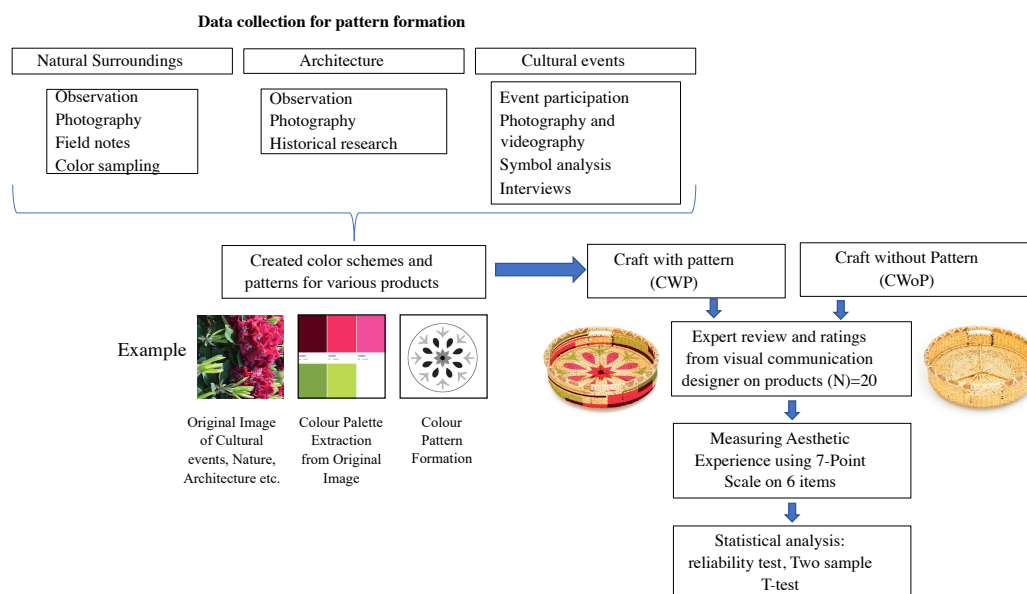 Data collection for pattern formation
Natural Surroundings
Architecture
Cultural events
Observation
Photography
Field notes
Color sampling
Observation
Photography
Historical research
Event participation
Photography and
videography
Symbol analysis
Interviews
Created color schemes and
patterns for various products
Craft with pattern
(CWP)
Craft without Pattern
(CWoP)
Example
Expert review and ratings
from visual communication
designer on products (N)=20
Original Image
of Cultural
events, Nature,
Architecture etc.
Colour Palette
Extraction
from Original
Image
Colour
Pattern
Formation
Measuring Aesthetic
Experience using 7-Point
Scale on 6 items
Statistical analysis:
reliability test, Two sample
T-test